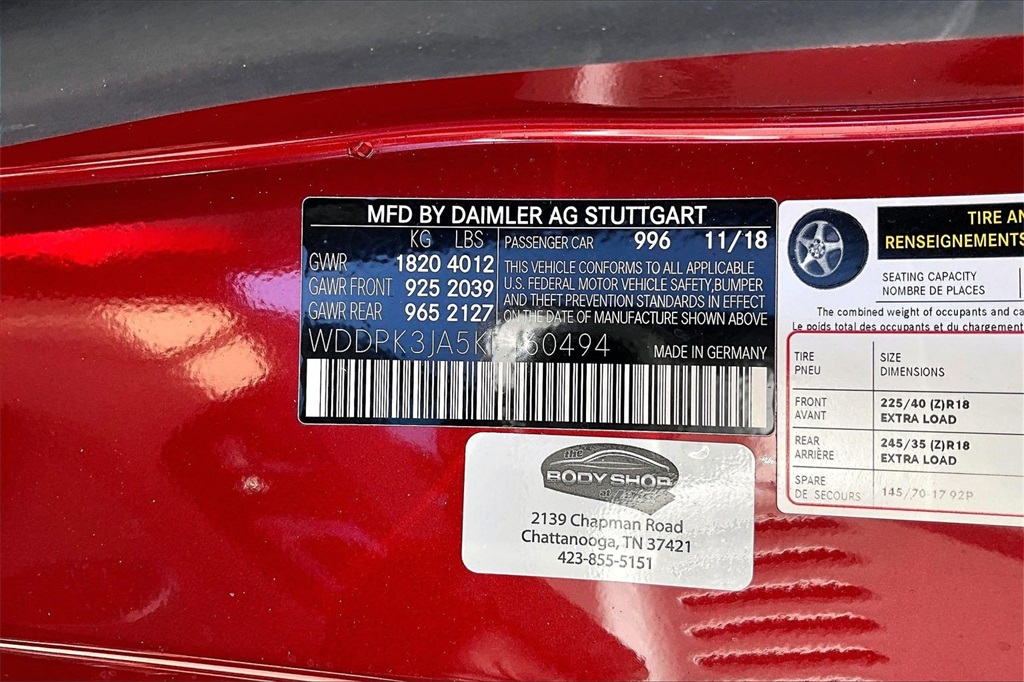 MFD BY DAIMLER AG STUTTGART
KG LBS
GVWR 1820 4012
GAWR FRONT 925 2039
GAWR REAR 965 2127
PASSENGER CAR 996 11/18
THIS VEHICLE CONFORMS TO ALL APPLICABLE
U.S. FEDERAL MOTOR VEHICLE SAFETY,BUMPER
AND THEFT PREVENTION STANDARDS IN EFFECT
ON THE DATE OF MANUFACTURE SHOWN ABOVE
MADE IN GERMANY
TIRE
RENSEIGNEMENTS
SEATING CAPACITY
NOMBRE DE PLACES
The combined weight of occupants and
Le poids total des occupants et du chargement
TIRE SIZE
PNEU DIMENSIONS
FRONT 225/40 (Z)R18
AVANT EXTRA LOAD
REAR 245/35 (Z)R18
ARRIÈRE EXTRA LOAD
SPARE
DE SECOURS 145/70-17 92P
the
BODY SHOP
at
2139 Chapman Road
Chattanooga, TN 37421
423-855-5151